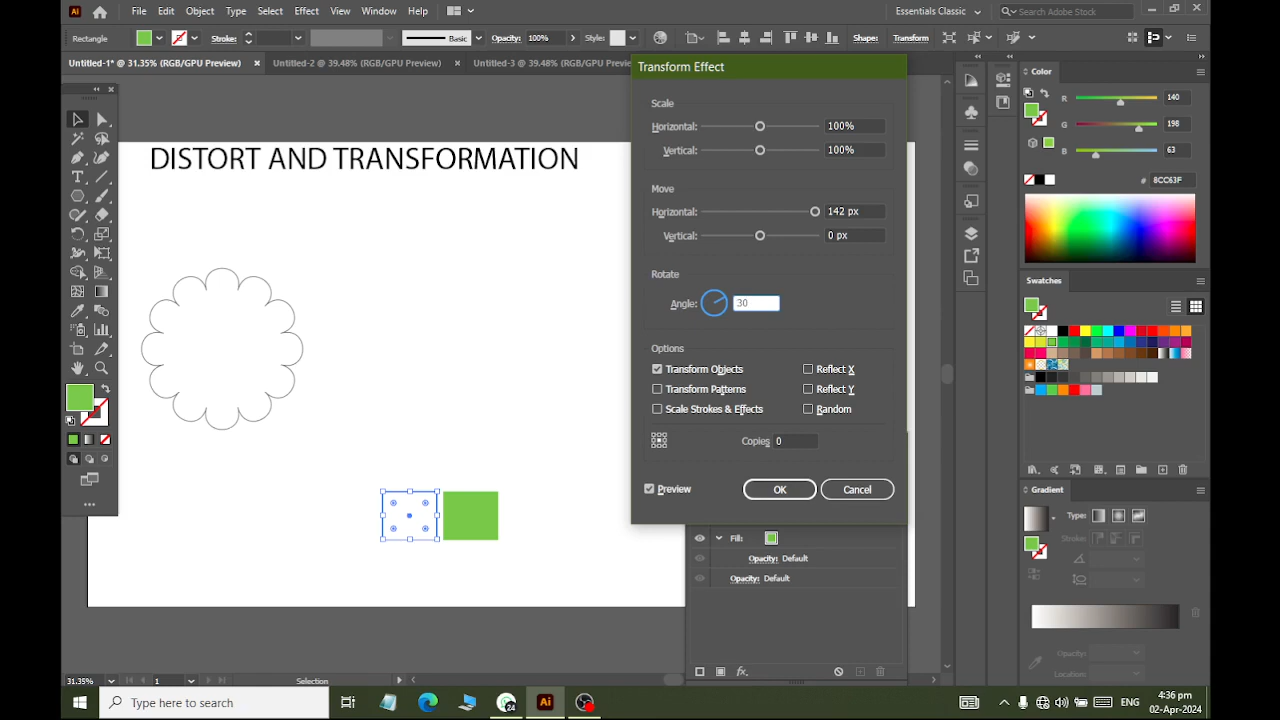 File Edit Object Type Select Effect View Window Help
Essentials Classic
Search Adobe Stock
Rectangle
Stroke:
Basic
Opacity: 100%
Style:
Shape:
Transform
Untitled-1* @ 31.35% (RGB/GPU Preview)
Untitled-2 @ 39.48% (RGB/GPU Preview)
Untitled-3 @ 39.48% (RGB/GPU Preview)
DISTORT AND TRANSFORMATION
Transform Effect
Scale
Horizontal: 100%
Vertical: 100%
Move
Horizontal: 142 px
Vertical: 0 px
Rotate
Angle: 30
Options
Transform Objects
Reflect X
Transform Patterns
Reflect Y
Scale Strokes & Effects
Random
Copies 0
Preview
OK
Cancel
Fill:
Opacity: Default
Opacity: Default
Color
R 140
G 198
B 63
# 8CC63F
Swatches
Gradient
Type:
Stroke:
Opacity:
Location:
31.35%
1
Selection
Type here to search
24
Ai
ENG
4:36 pm
02-Apr-2024